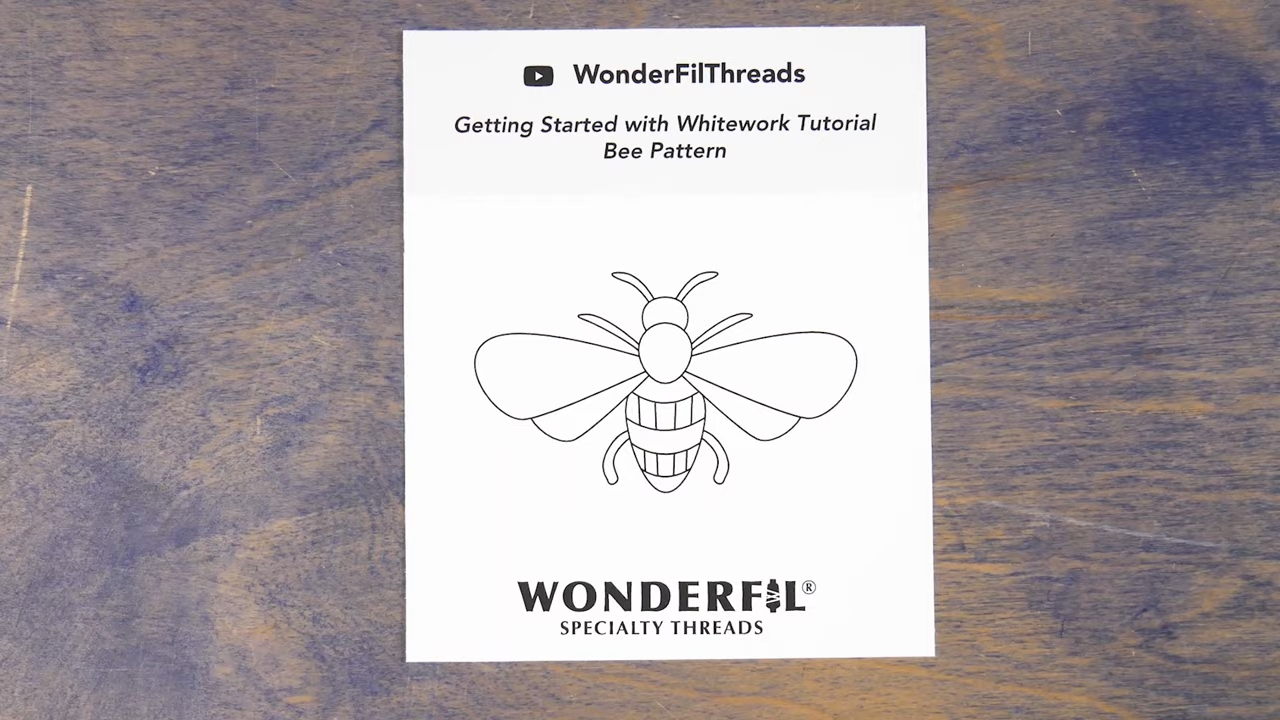 WonderFilThreads
Getting Started with Whitework Tutorial
Bee Pattern
WONDERFIL®
SPECIALTY THREADS